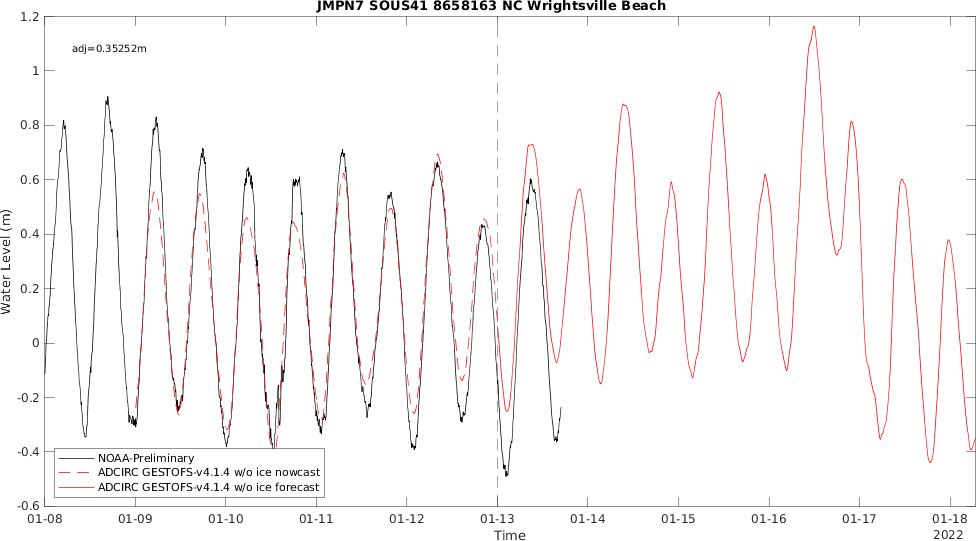 JMPN7 SOUS41 8658163 NC Wrightsville Beach
adj=0.35252m
1.2
1
0.8
0.6
0.4
0.2
0
-0.2
-0.4
-0.6
Water Level (m)
NOAA-Preliminary
ADCIRC GESTOFS-v4.1.4 w/o ice nowcast
ADCIRC GESTOFS-v4.1.4 w/o ice forecast
01-08 01-09 01-10 01-11 01-12 01-13 01-14 01-15 01-16 01-17 01-18
Time
2022